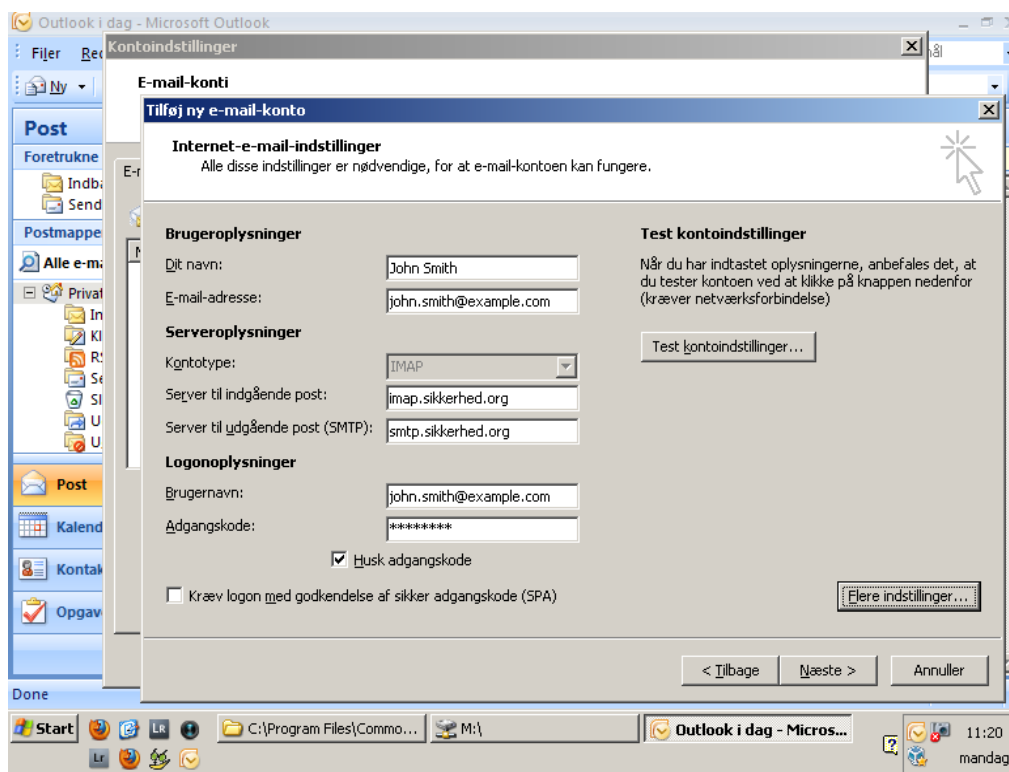 Outlook i dag - Microsoft Outlook
Filer
Kontoindstillinger
Ny
E-mail-konti
Tilføj ny e-mail-konto
Post
Internet-e-mail-indstillinger
Alle disse indstillinger er nødvendige, for at e-mail-kontoen kan fungere.
Foretrukne
Brugeroplysninger
Dit navn:
John Smith
E-mail-adresse:
john.smith@example.com
Serveroplysninger
Kontotype:
IMAP
Server til indgående post:
imap.sikkerhed.org
Server til udgående post (SMTP):
smtp.sikkerhed.org
Logonoplysninger
Brugernavn:
john.smith@example.com
Adgangskode:
********
Husk adgangskode
Kræv logon med godkendelse af sikker adgangskode (SPA)
Test kontoindstillinger
Når du har indtastet oplysningerne, anbefales det, at
du tester kontoen ved at klikke på knappen nedenfor
(kræver netværksforbindelse)
Test kontoindstillinger...
Flere indstillinger...
< Tilbage
Næste >
Annuller
Post
Done
Start
C:\Program Files\Commo...
M:\
Outlook i dag - Micros...
11:20
mandag